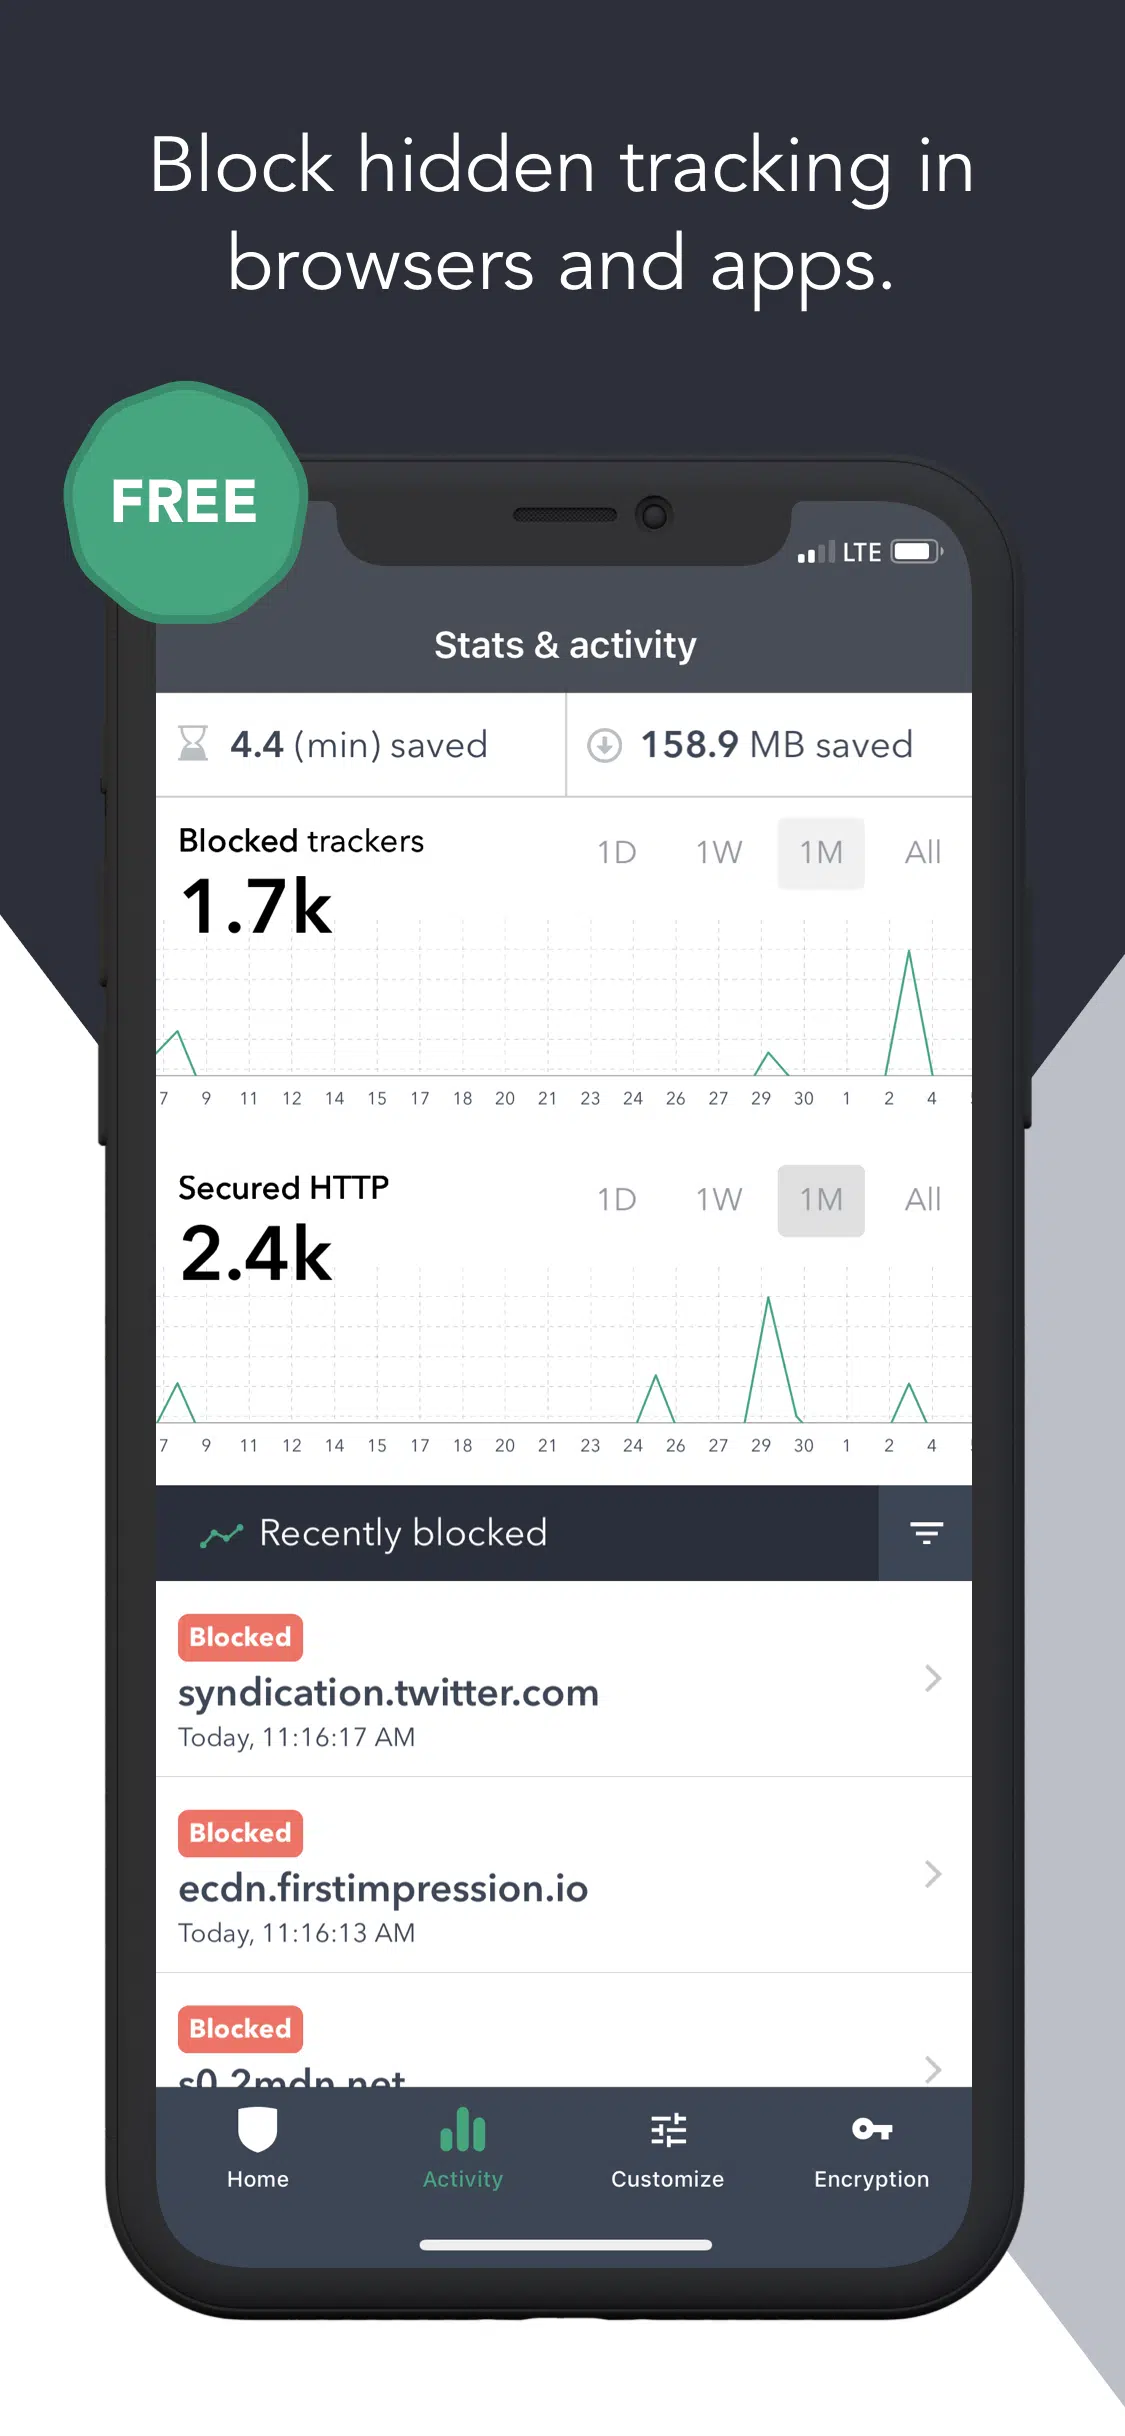 Block hidden tracking in
browsers and apps.
FREE
LTE
Stats & activity
4.4 (min) saved
158.9 MB saved
Blocked trackers
1D 1W 1M All
1.7k
7 9 11 12 14 15 17 18 20 21 23 24 26 27 29 30 1 2 4
Secured HTTP
1D 1W 1M All
2.4k
7 9 11 12 14 15 17 18 20 21 23 24 26 27 29 30 1 2 4
Recently blocked
Blocked
syndication.twitter.com
Today, 11:16:17 AM
Blocked
ecdn.firstimpression.io
Today, 11:16:13 AM
Blocked
s0.2mdn.net
Home Activity Customize Encryption